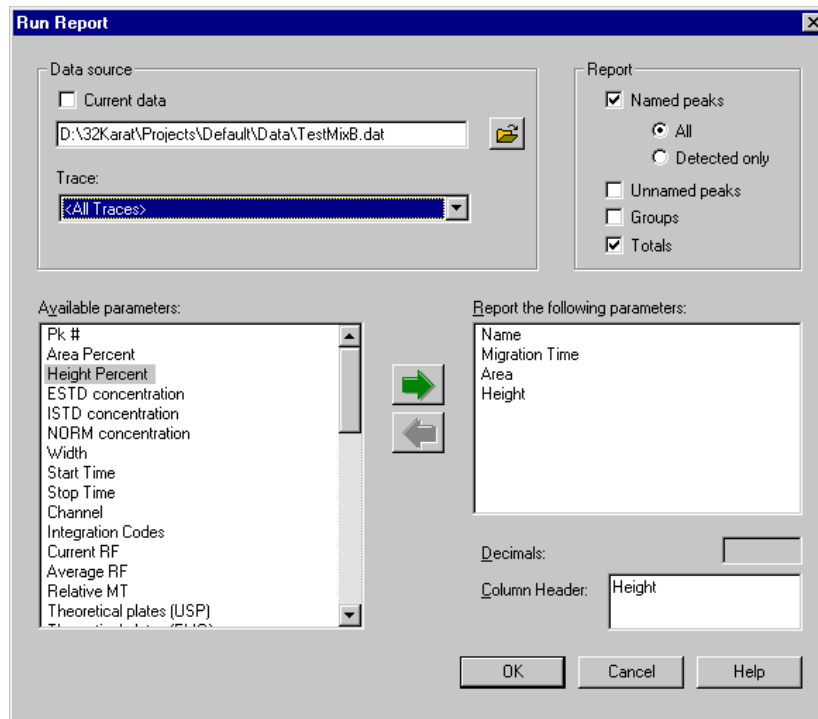 Run Report
Data source
Current data
D:\32Karat\Projects\Default\Data\TestMixB.dat
Trace:
<All Traces>
Report
Named peaks
All
Detected only
Unnamed peaks
Groups
Totals
Available parameters:
Pk #
Area Percent
Height Percent
ESTD concentration
ISTD concentration
NORM concentration
Width
Start Time
Stop Time
Channel
Integration Codes
Current RF
Average RF
Relative MT
Theoretical plates (USP)
Report the following parameters:
Name
Migration Time
Area
Height
Decimals:
Column Header:
Height
OK
Cancel
Help